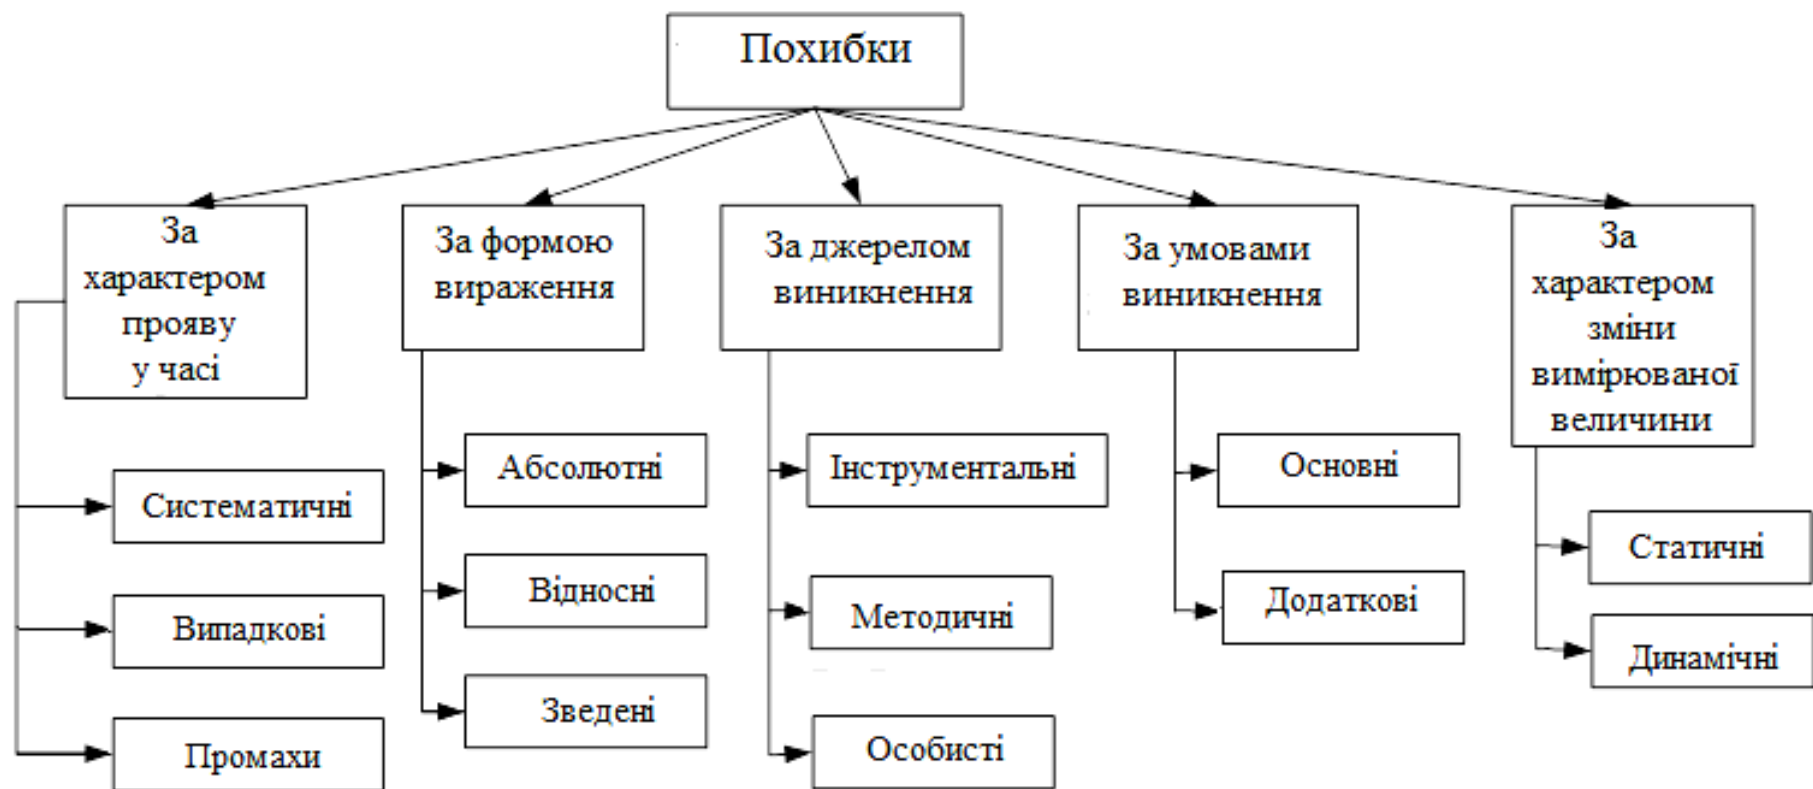 Похибки
За
характером
прояву
у часі
За формою
вираження
За джерелом
виникнення
За умовами
виникнення
За
характером
зміни
вимірюваної
величини
Систематичні
Випадкові
Промахи
Абсолютні
Відносні
Зведені
Інструментальні
Методичні
Особисті
Основні
Додаткові
Статичні
Динамічні